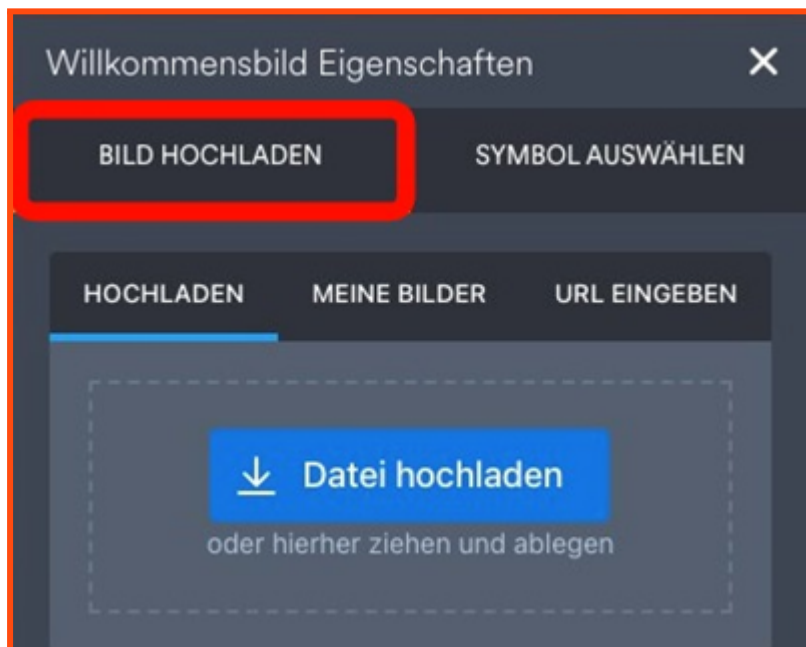 Willkommensbild Eigenschaften
BILD HOCHLADEN
SYMBOL AUSWÄHLEN
HOCHLADEN
MEINE BILDER
URL EINGEBEN
Datei hochladen
oder hierher ziehen und ablegen